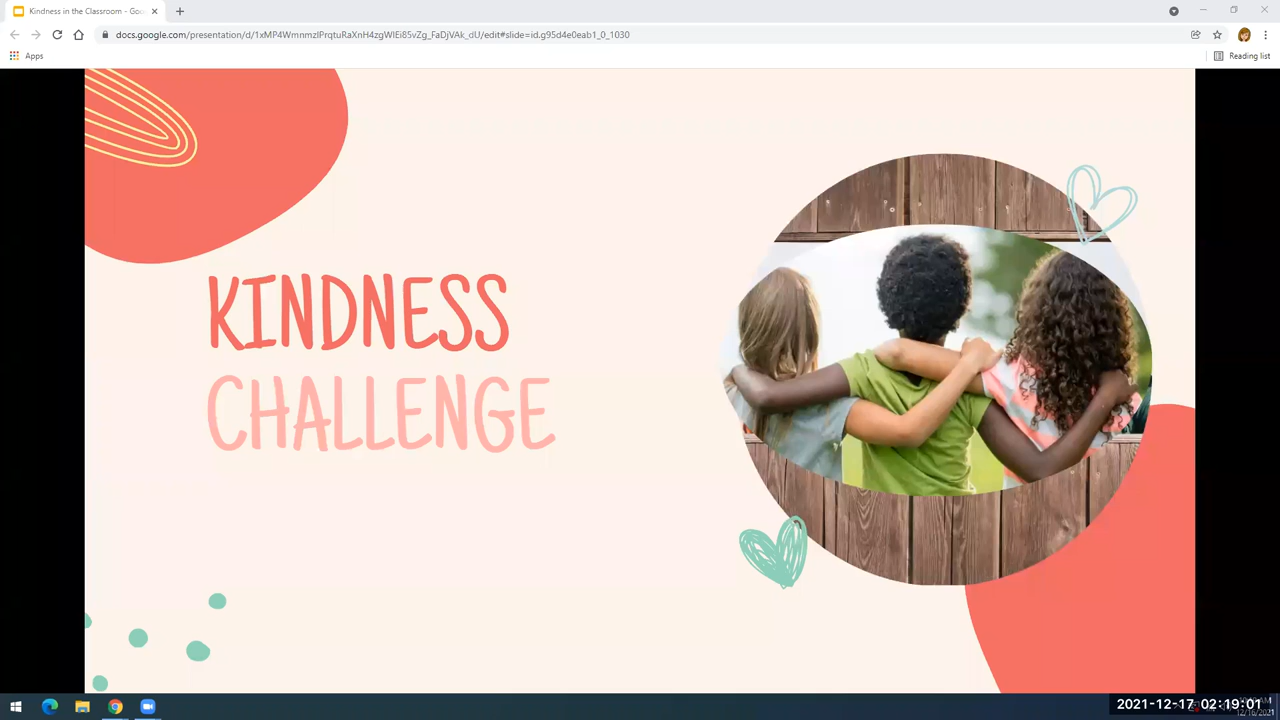 Kindness in the Classroom - Goo
docs.google.com/presentation/d/1xMP4WmnmzlPrqtuRaXnH4zgWlEi85vZg_FaDjVAk_dU/edit#slide=id.g95d4e0eab1_0_1030
Apps
Reading list
KINDNESS
CHALLENGE
2021-12-17 02:19:01